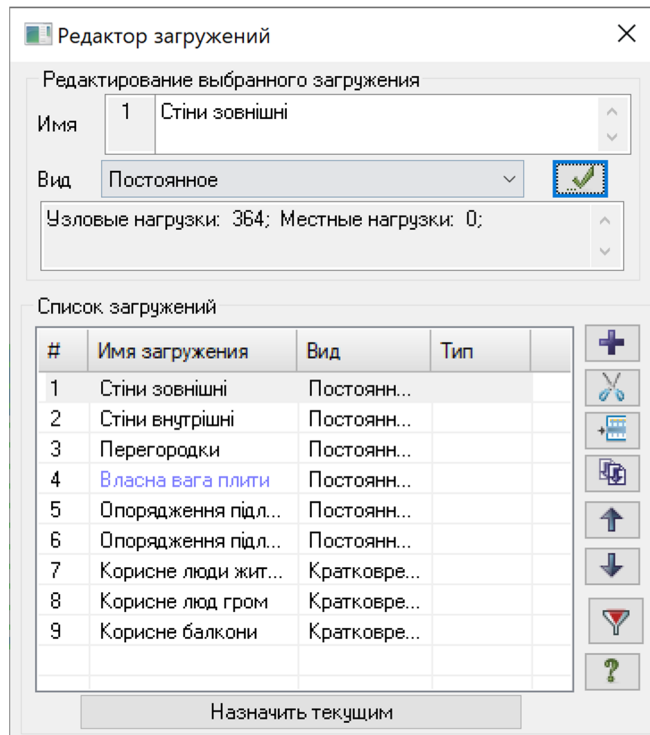 Редактор загружений
Редактирование выбранного загружения
Имя 1 Стіни зовнішні
Вид Постоянное
Узловые нагрузки: 364; Местные нагрузки: 0;
Список загружений
# Имя загружения Вид Тип
1 Стіни зовнішні Постоянн...
2 Стіни внутрішні Постоянн...
3 Перегородки Постоянн...
4 Власна вага плити Постоянн...
5 Опорядження підл... Постоянн...
6 Опорядження підл... Постоянн...
7 Корисне люди жит... Кратковре...
8 Корисне люд гром Кратковре...
9 Корисне балкони Кратковре...
Назначить текущим